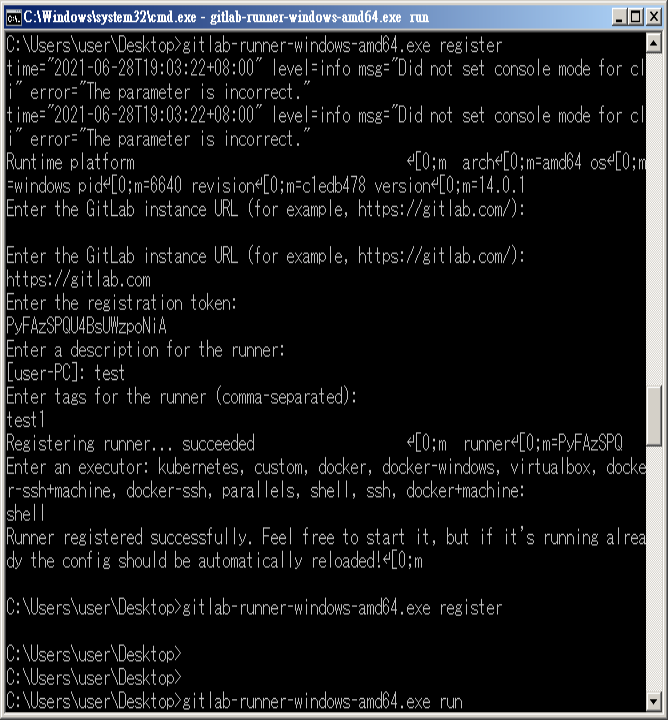 C:\Windows\system32\cmd.exe - gitlab-runner-windows-amd64.exe run
C:\Users\user\Desktop>gitlab-runner-windows-amd64.exe register
time="2021-06-28T19:03:22+08:00" level=info msg="Did not set console mode for cl
i" error="The parameter is incorrect."
time="2021-06-28T19:03:22+08:00" level=info msg="Did not set console mode for cl
i" error="The parameter is incorrect."
Runtime platform ↵[0;m arch↵[0;m=amd64 os↵[0;m
=windows pid↵[0;m=6640 revision↵[0;m=c1edb478 version↵[0;m=14.0.1
Enter the GitLab instance URL (for example, https://gitlab.com/):
Enter the GitLab instance URL (for example, https://gitlab.com/):
https://gitlab.com
Enter the registration token:
PyFAzSPQU4BsUWzpoNiA
Enter a description for the runner:
[user-PC]: test
Enter tags for the runner (comma-separated):
test1
Registering runner... succeeded ↵[0;m runner↵[0;m=PyFAzSPQ
Enter an executor: kubernetes, custom, docker, docker-windows, virtualbox, docke
r-ssh+machine, docker-ssh, parallels, shell, ssh, docker+machine:
shell
Runner registered successfully. Feel free to start it, but if it's running alrea
dy the config should be automatically reloaded!↵[0;m
C:\Users\user\Desktop>gitlab-runner-windows-amd64.exe register
C:\Users\user\Desktop>
C:\Users\user\Desktop>
C:\Users\user\Desktop>gitlab-runner-windows-amd64.exe run